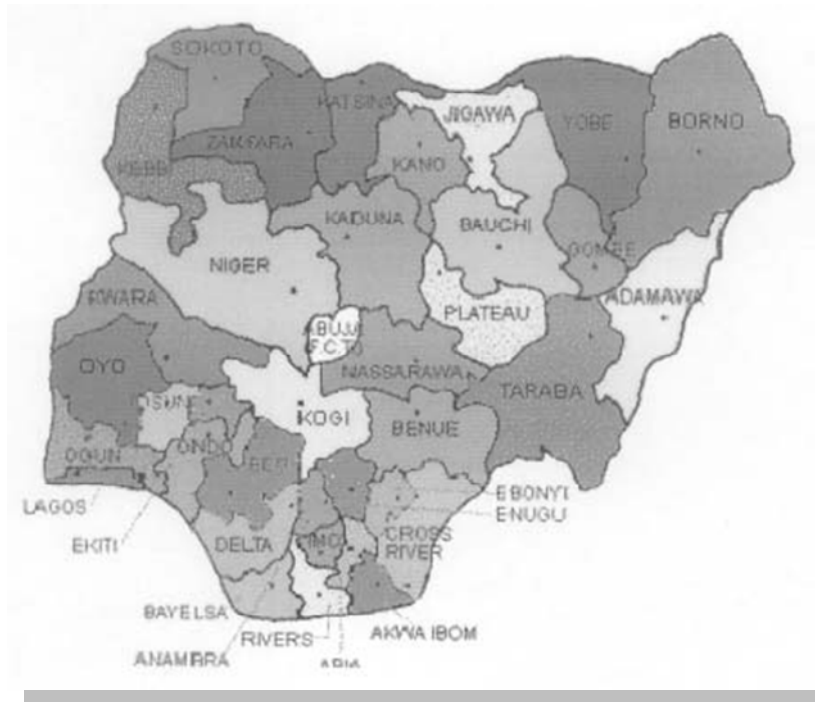 SOKOTO
KATSINA
JIGAWA
YOBE
BORNO
ZAMFARA
KEBBI
KANO
KADUNA
BAUCHI
GOMBE
NIGER
ADAMAWA
KWARA
PLATEAU
ABUJA
F.C.T.
OYO
NASSARAWA
TARABA
OSUN
KOGI
BENUE
OGUN
ONDO
EBONYI
LAGOS
ENUGU
EKITI
DELTA
IMO
CROSS
RIVER
BAYELSA
RIVERS
AKWA IBOM
ANAMBRA